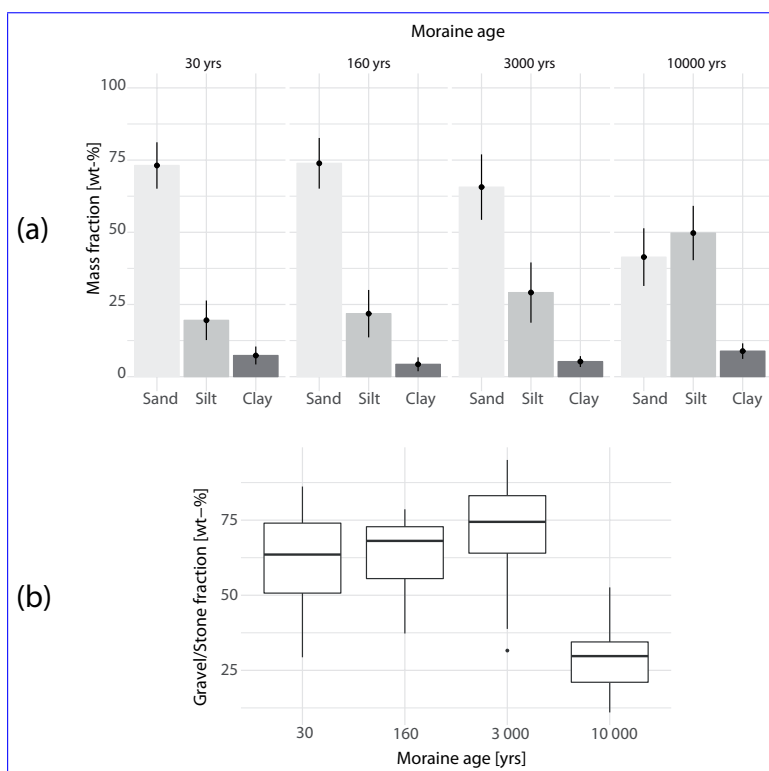 Moraine age
30 yrs 160 yrs 3000 yrs 10000 yrs
(a)
Mass fraction [wt-%]
100
75
50
25
0
Sand Silt Clay Sand Silt Clay Sand Silt Clay Sand Silt Clay
(b)
Gravel/Stone fraction [wt–%]
75
50
25
30 160 3 000 10 000
Moraine age [yrs]